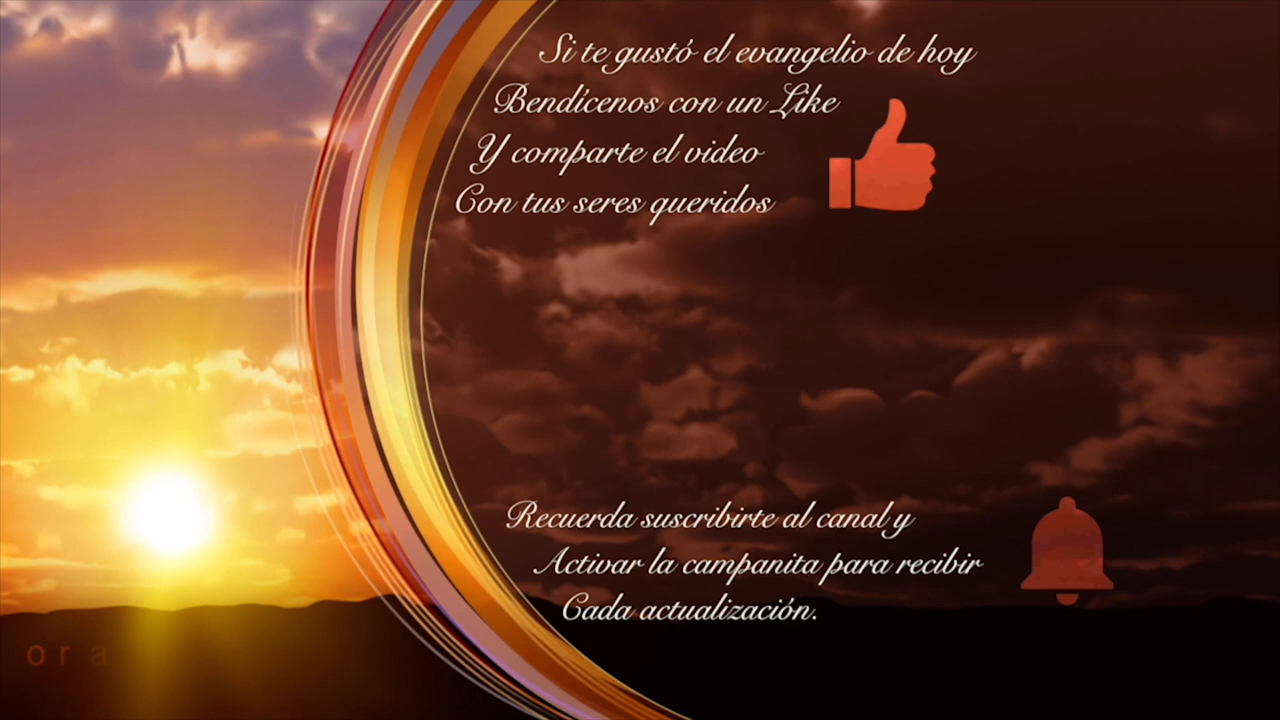 Si te gustó el evangelio de hoy
Bendícenos con un Like
Y comparte el video
Con tus seres queridos
Recuerda suscribirte al canal y
Activar la campanita para recibir
Cada actualización.
ora